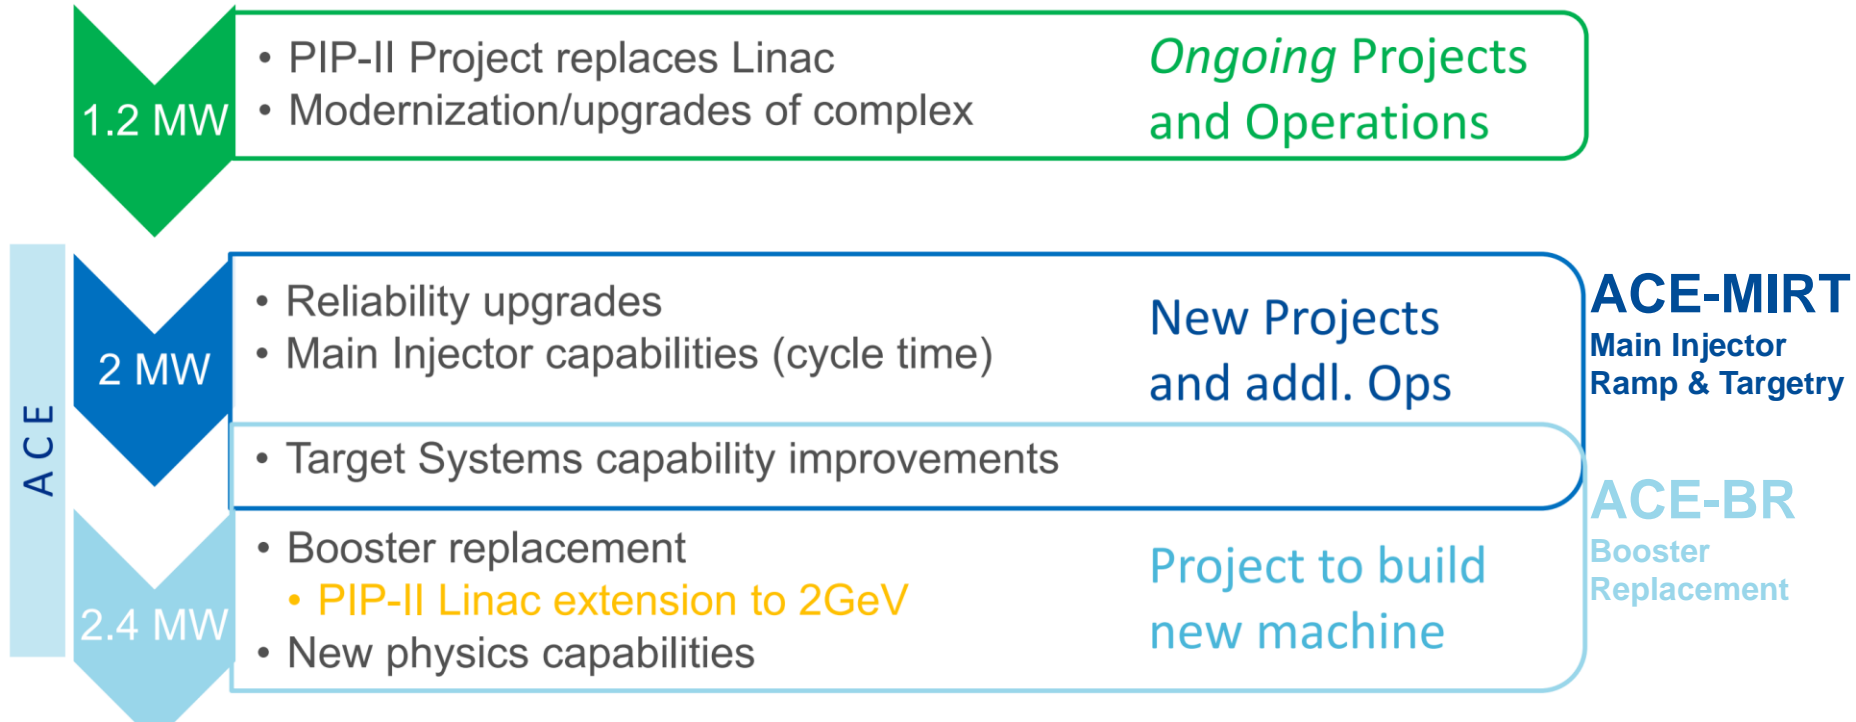 1.2 MW
• PIP-II Project replaces Linac
• Modernization/upgrades of complex
Ongoing Projects
and Operations
ACE
2 MW
• Reliability upgrades
• Main Injector capabilities (cycle time)
• Target Systems capability improvements
New Projects
and addl. Ops
ACE-MIRT
Main Injector
Ramp & Targetry
2.4 MW
• Booster replacement
• PIP-II Linac extension to 2GeV
• New physics capabilities
Project to build
new machine
ACE-BR
Booster
Replacement